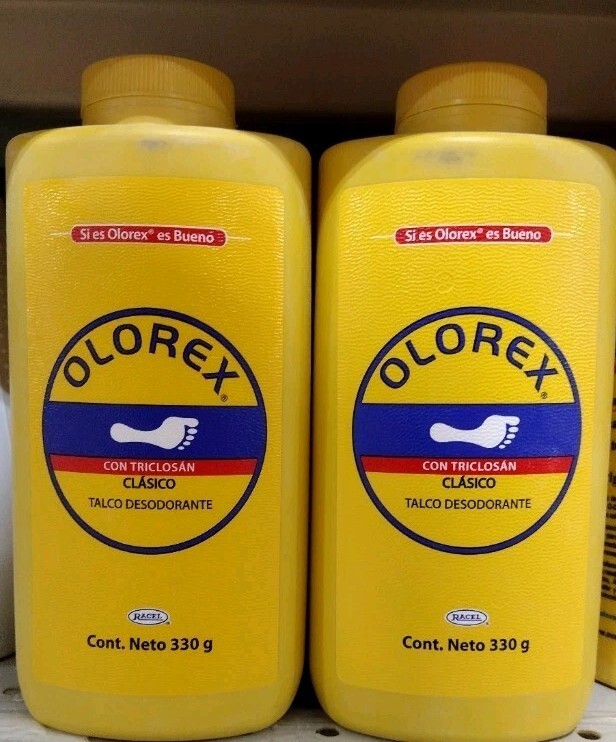 Si es Olorex® es Bueno
OLOREX®
CON TRICLOSÁN
CLÁSICO
TALCO DESODORANTE
RACEL
Cont. Neto 330 g
Si es Olorex® es Bueno
OLOREX®
CON TRICLOSÁN
CLÁSICO
TALCO DESODORANTE
RACEL
Cont. Neto 330 g